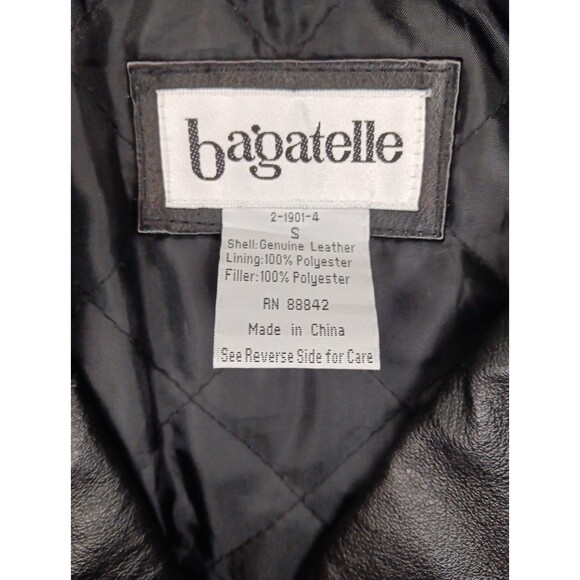 bagatelle
2-1901-4
S
Shell:Genuine Leather
Lining:100% Polyester
Filler:100% Polyester
RN 88842
Made in China
See Reverse Side for Care